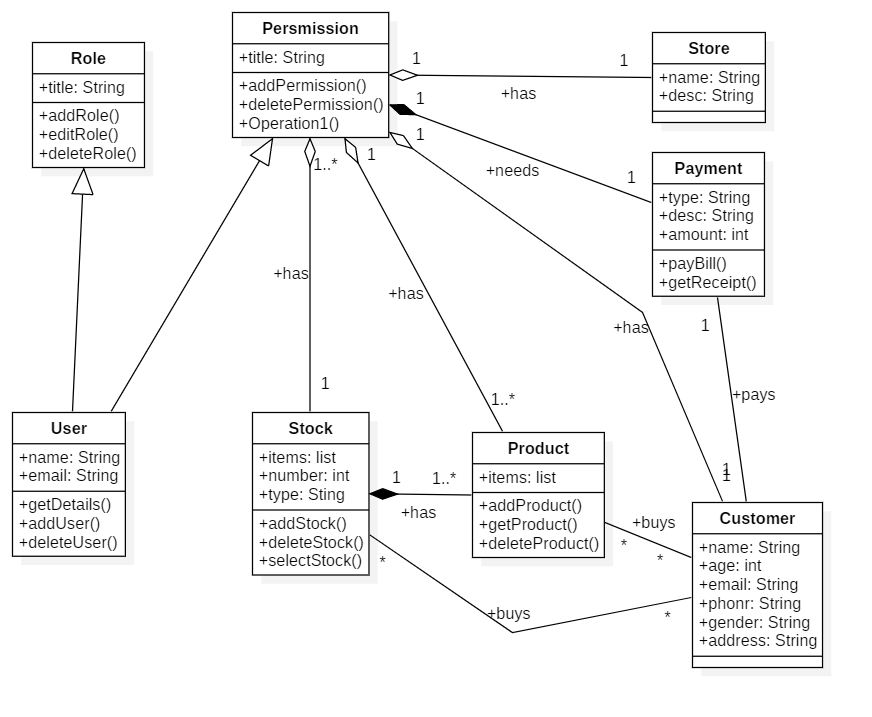 Role
+title: String
+addRole()
+editRole()
+deleteRole()
Persmission
+title: String
+addPermission()
+deletePermission()
+Operation1()
1
1
+has
Store
+name: String
+desc: String
1
+needs
1
Payment
+type: String
+desc: String
+amount: int
+payBill()
+getReceipt()
1
+has
1
1..*
+has
1
1
+has
1..*
1
+pays
1
User
+name: String
+email: String
+getDetails()
+addUser()
+deleteUser()
Stock
+items: list
+number: int
+type: Sting
+addStock()
+deleteStock()
+selectStock()
1
1..*
+has
Product
+items: list
+addProduct()
+getProduct()
+deleteProduct()
+buys
*
*
*
+buys
*
Customer
+name: String
+age: int
+email: String
+phonr: String
+gender: String
+address: String